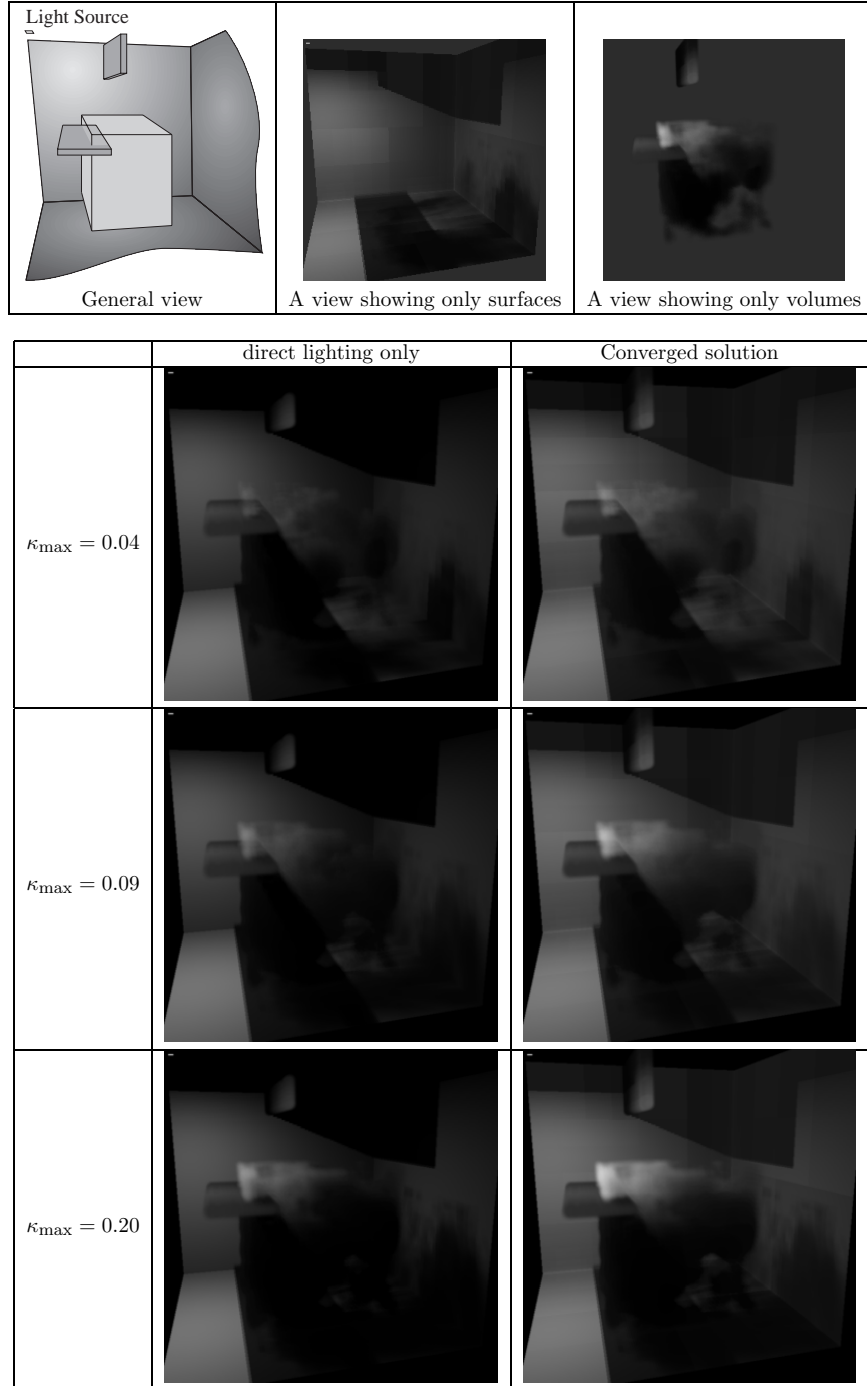 Light Source
General view
A view showing only surfaces
A view showing only volumes
direct lighting only
Converged solution
κmax = 0.04
κmax = 0.09
κmax = 0.20